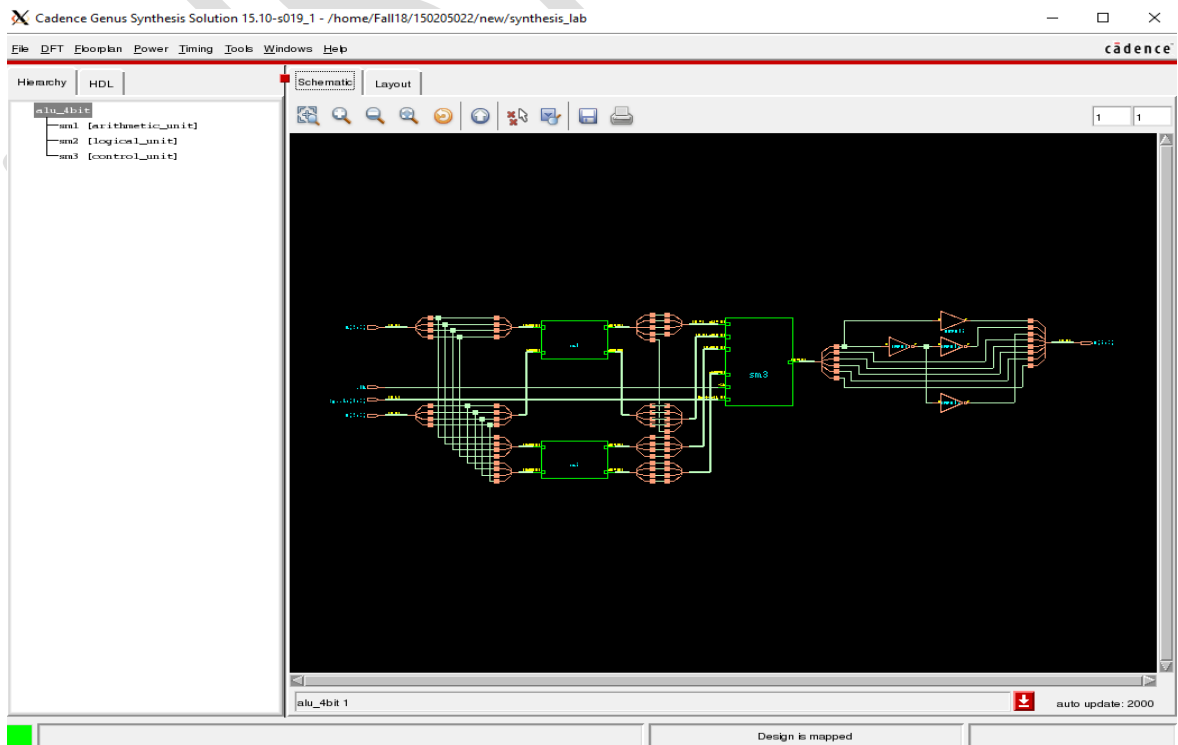 Cadence Genus Synthesis Solution 15.10-s019_1 - /home/Fall18/150205022/new/synthesis_lab
File DFT Floorplan Power Timing Tools Windows Help
cādence
Hierarchy HDL
Schematic Layout
alu_4bit
sm1 [arithmetic_unit]
sm2 [logical_unit]
sm3 [control_unit]
1 1
sm3
alu_4bit 1
auto update: 2000
Design is mapped